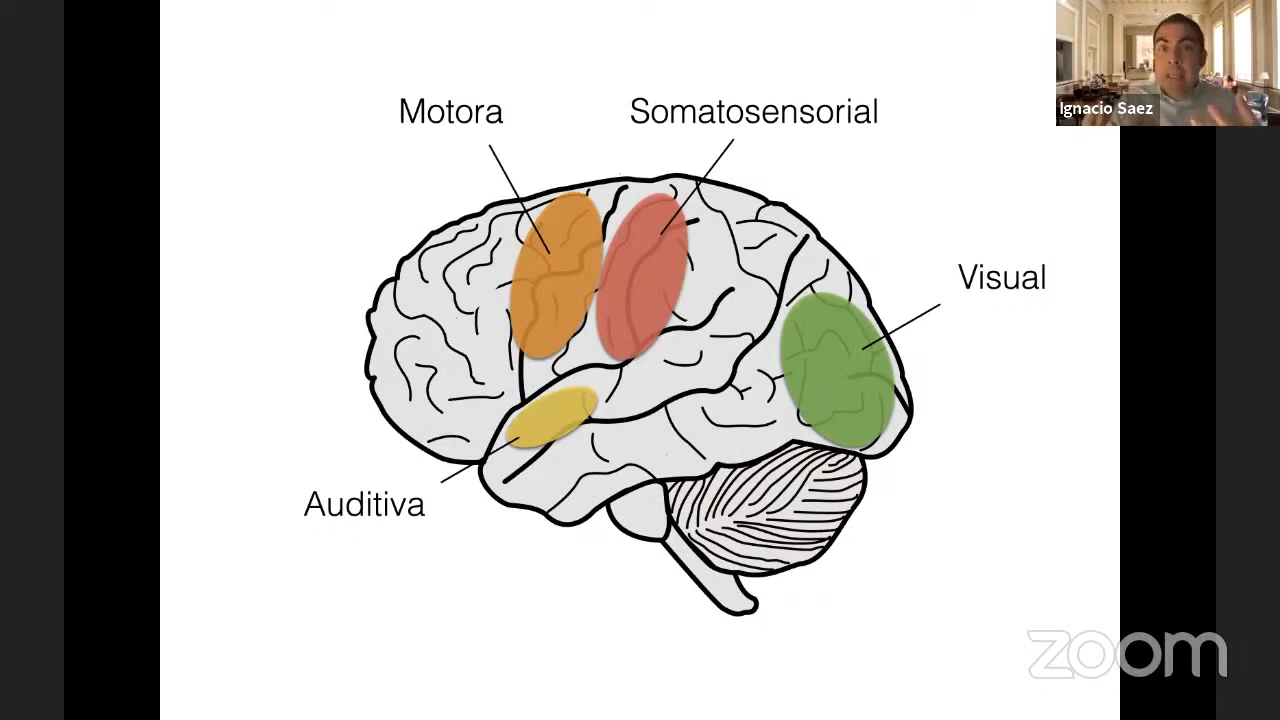 Motora
Somatosensorial
Ignacio Saez
Visual
Auditiva
zoom